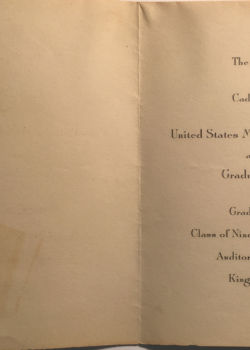 The
Cad
United States M
a
Gradu
Grad
Class of Nine
Auditor
King